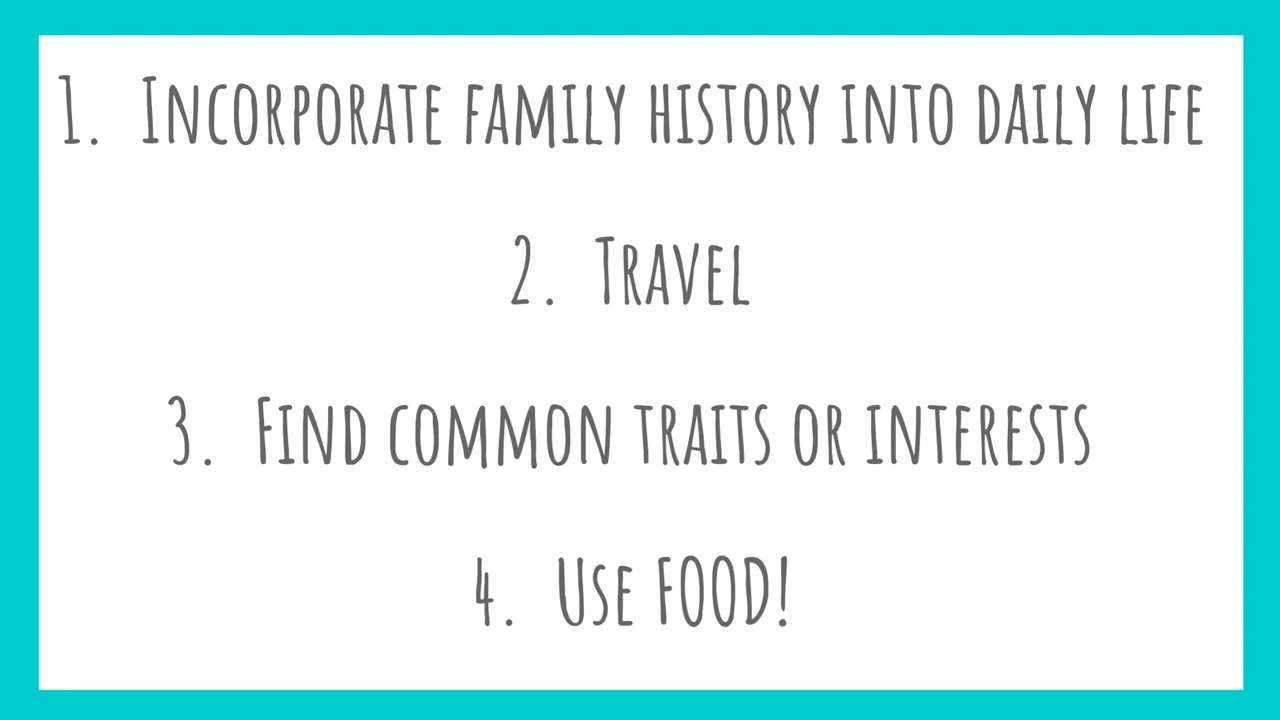 1. Incorporate family history into daily life
2. Travel
3. Find common traits or interests
4. Use FOOD!